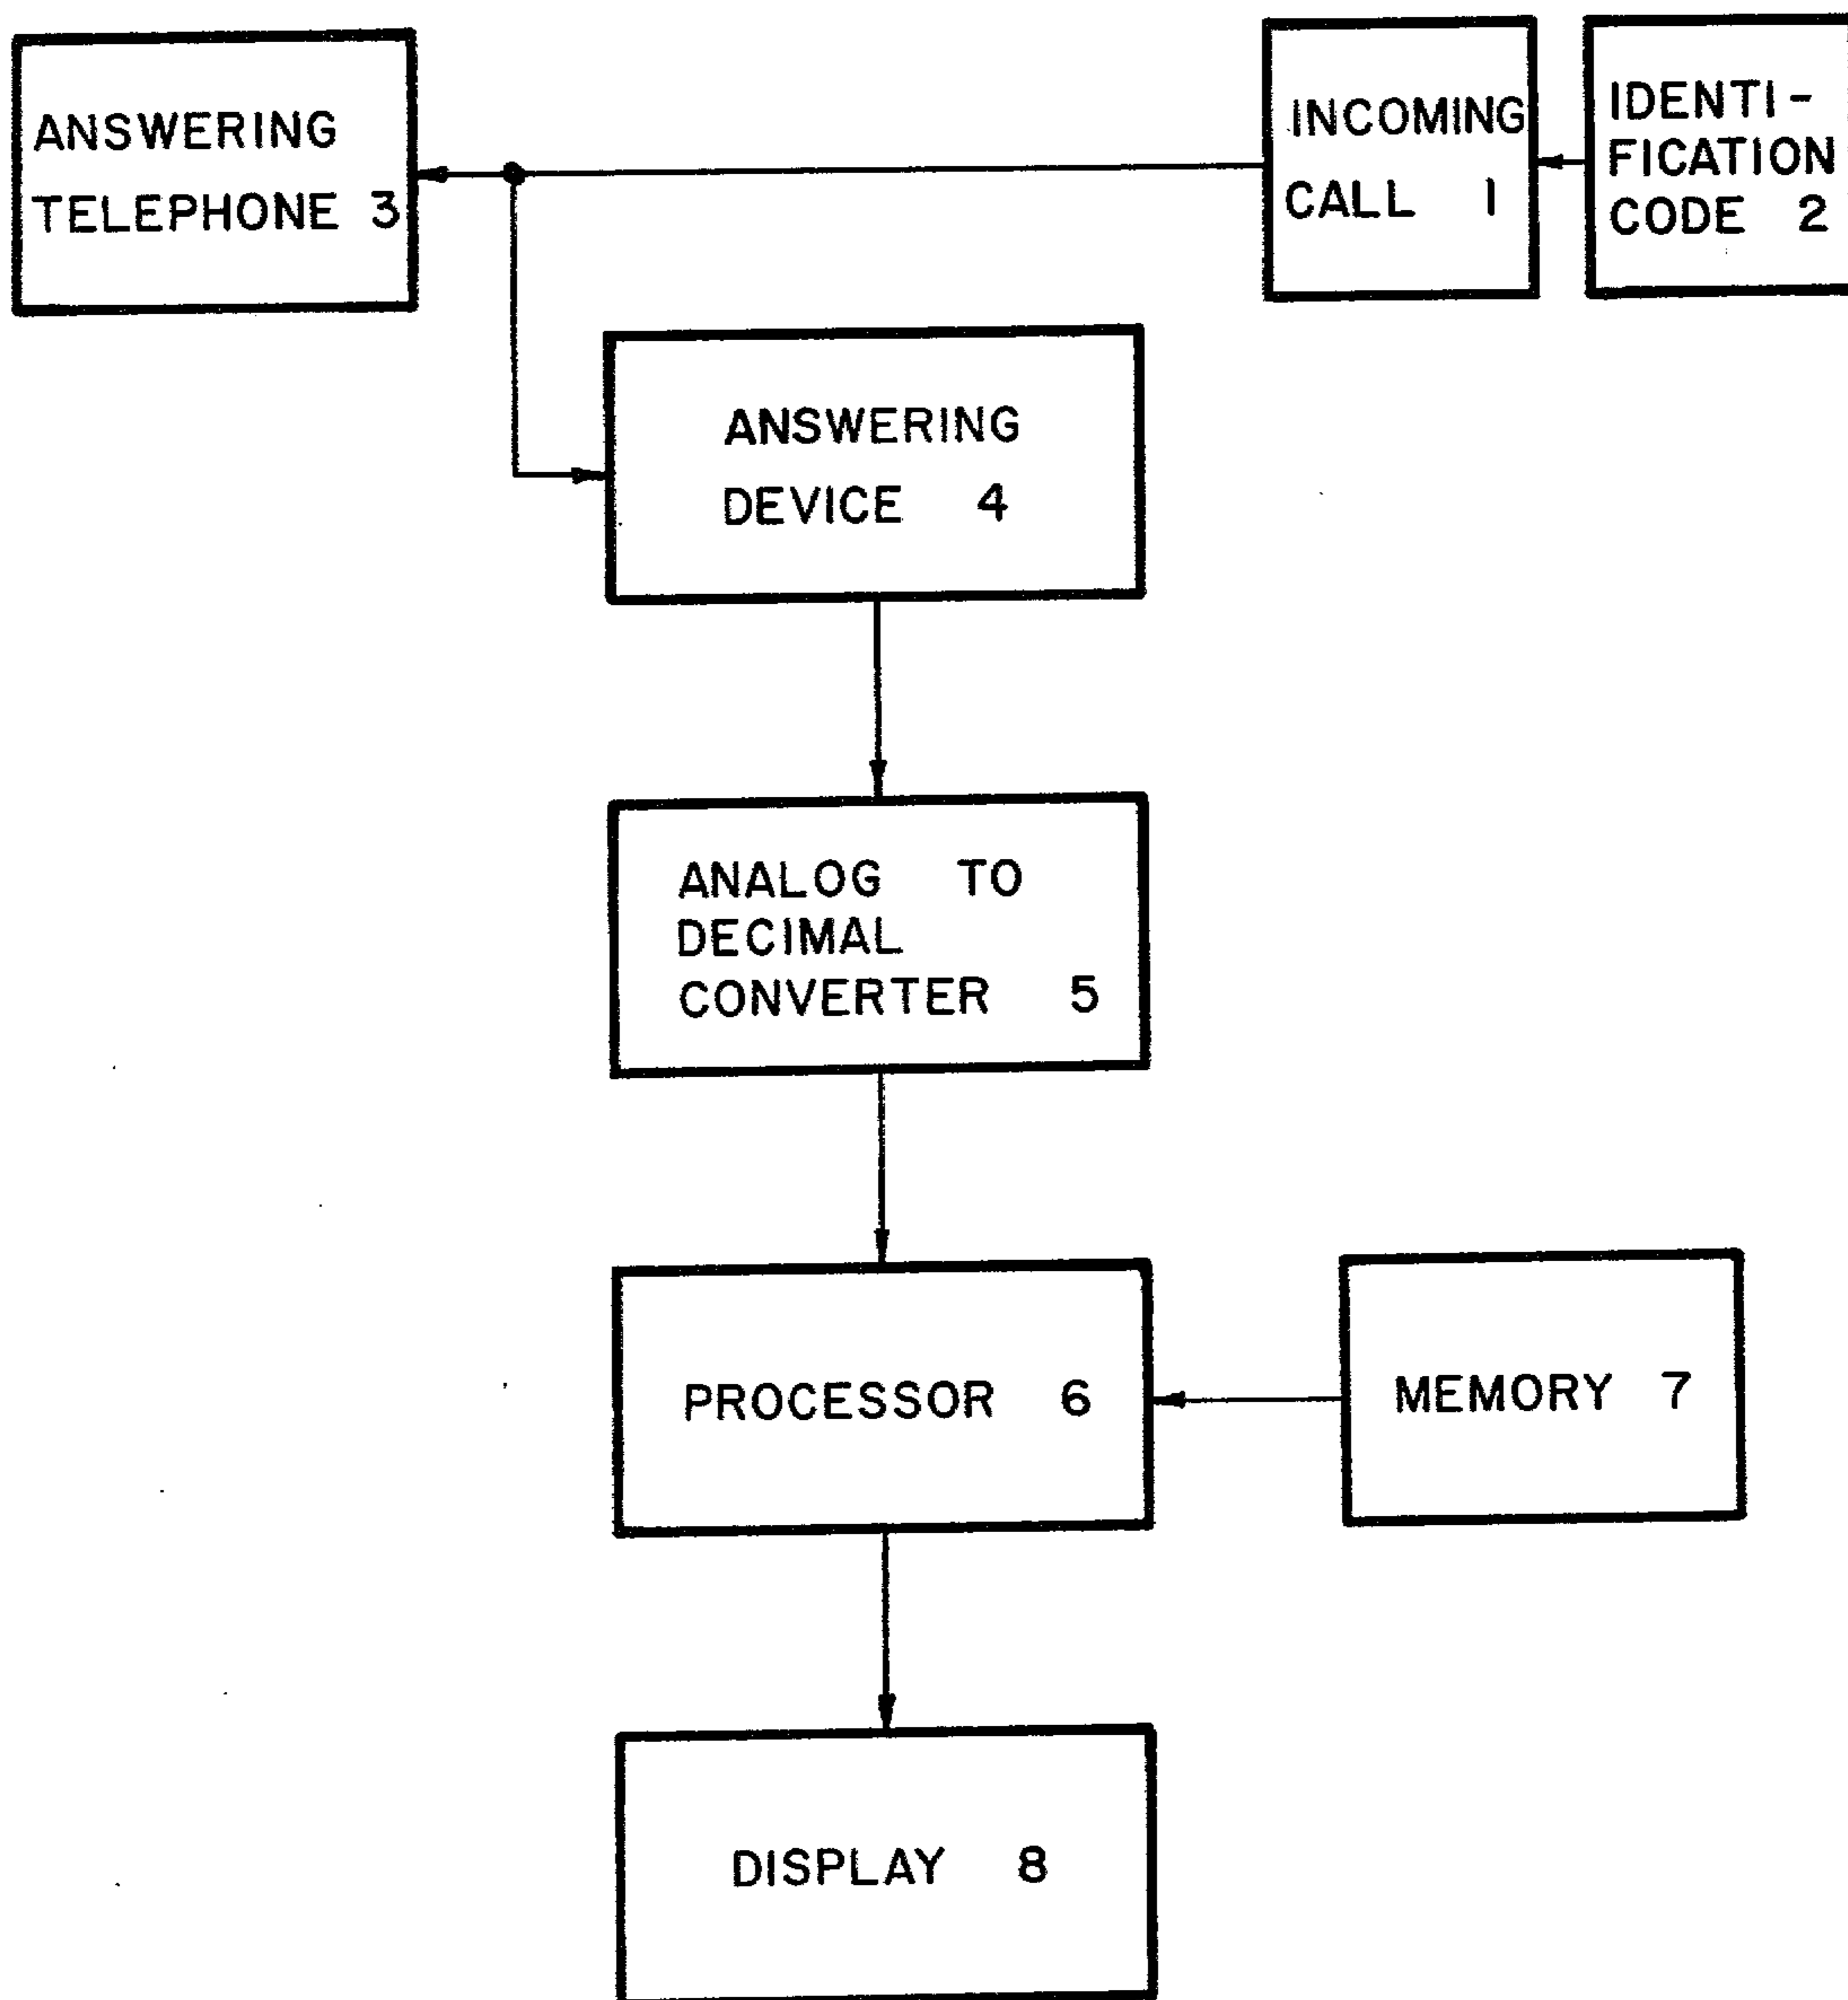 ANSWERING
TELEPHONE 3
INCOMING
CALL 1
IDENTI-
FICATION
CODE 2
ANSWERING
DEVICE 4
ANALOG TO
DECIMAL
CONVERTER 5
PROCESSOR 6
MEMORY 7
DISPLAY 8